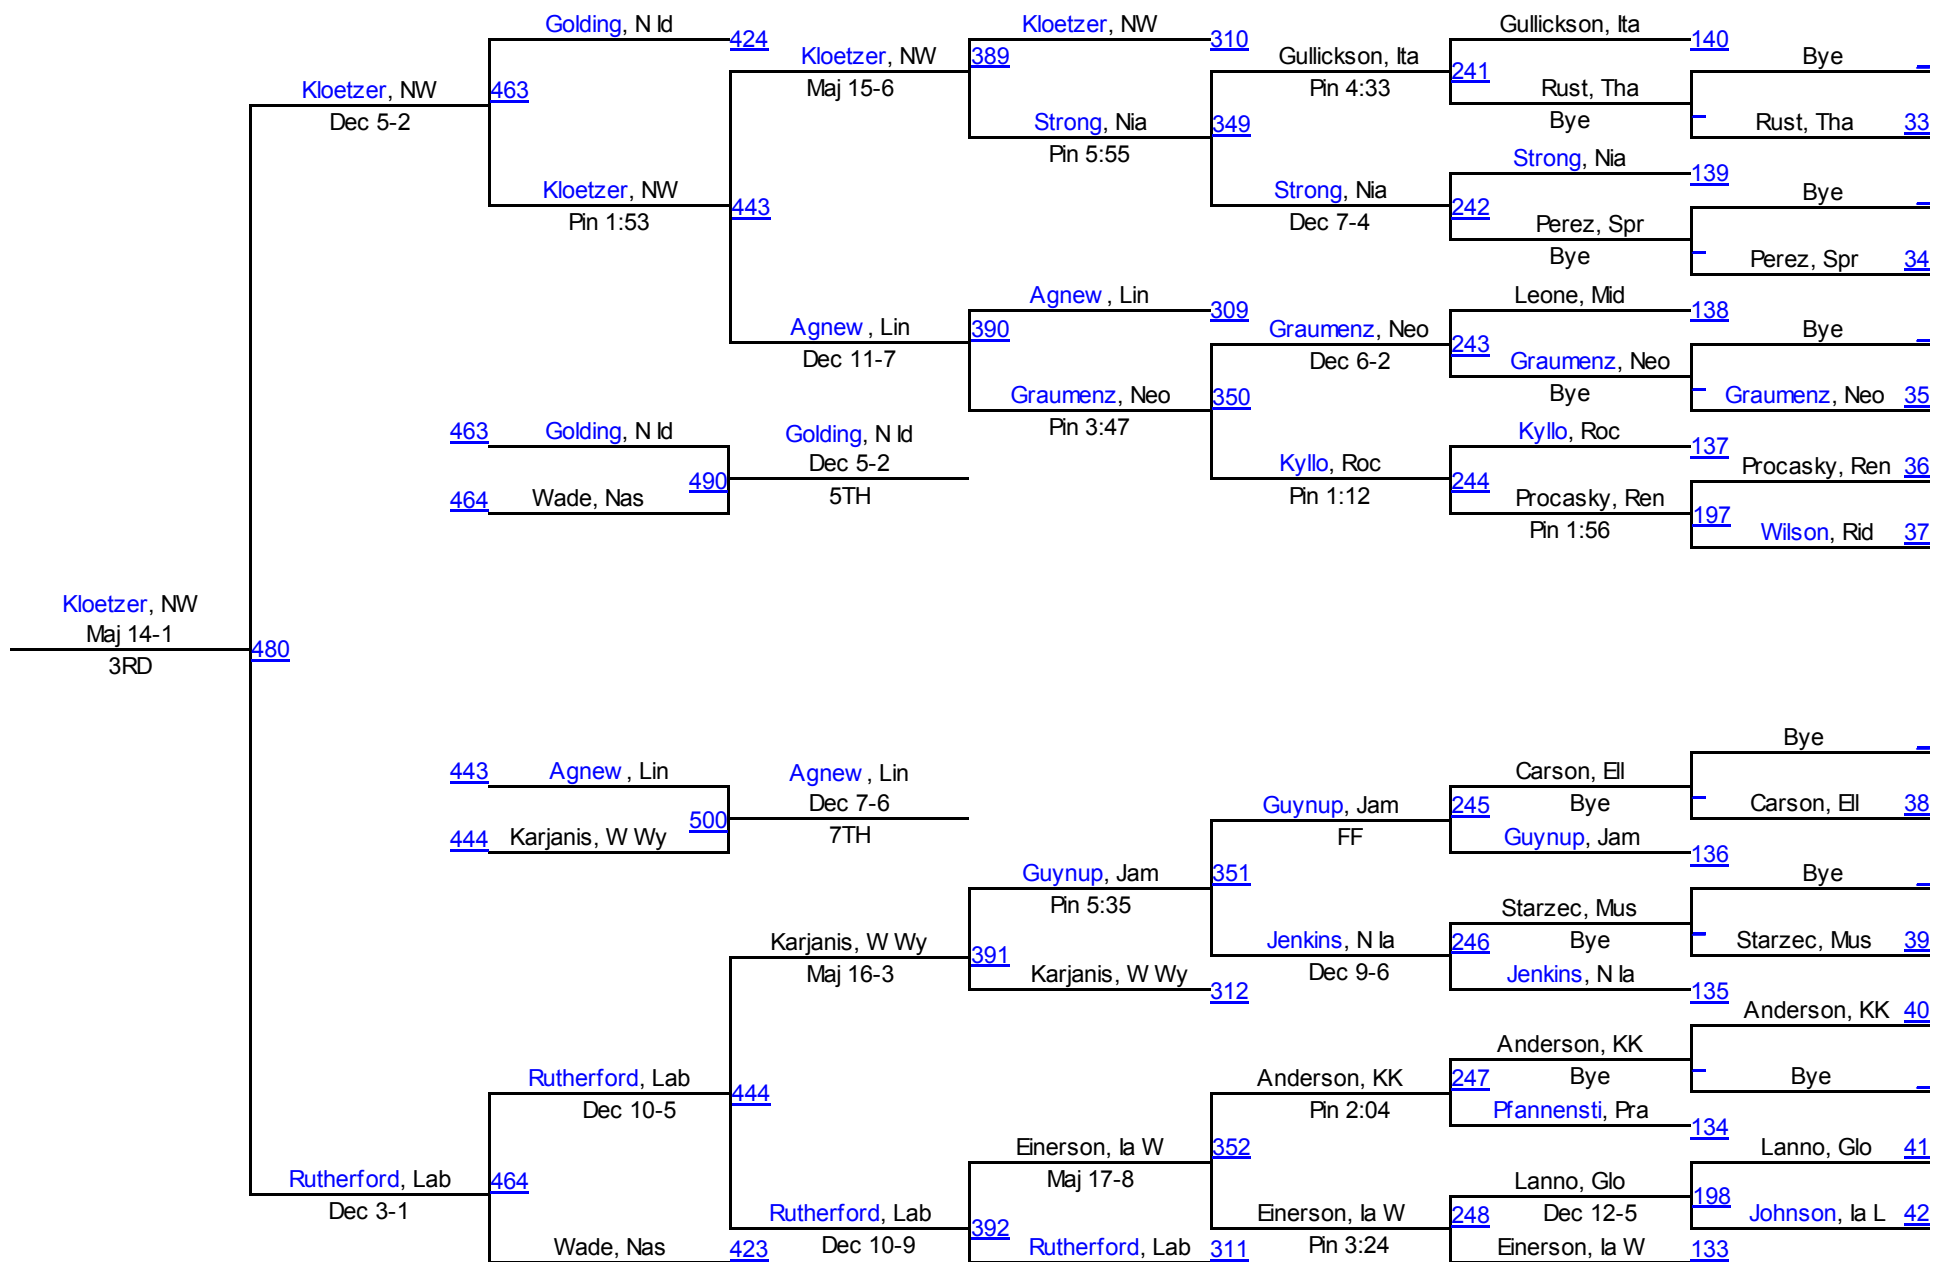 Golding, N Id
424
Kloetzer, NW
310
Gullickson, Ita
140
Bye
Kloetzer, NW
389
Maj 15-6
Gullickson, Ita
Pin 4:33
241
Rust, Tha
Bye
Rust, Tha 33
Kloetzer, NW
Dec 5-2
463
Strong, Nia
Pin 5:55
349
Strong, Nia
139
Bye
Kloetzer, NW
Pin 1:53
443
Strong, Nia
Dec 7-4
242
Perez, Spr
Bye
Perez, Spr 34
Agnew , Lin
309
Leone, Mid
138
Bye
Agnew , Lin
Dec 11-7
390
Graumenz, Neo
Dec 6-2
243
Graumenz, Neo
Bye
Graumenz, Neo 35
Graumenz, Neo
Pin 3:47
350
463 Golding, N Id
Golding, N Id
Dec 5-2
5TH
490
464 Wade, Nas
Kyllo, Roc
137
Procasky, Ren 36
Kyllo, Roc
Pin 1:12
244
Procasky, Ren
Pin 1:56
197
Wilson, Rid 37
Kloetzer, NW
Maj 14-1
3RD
480
Bye
443 Agnew , Lin
Agnew , Lin
Dec 7-6
7TH
500
444 Karjanis, W Wy
Carson, Ell
Bye
Carson, Ell 38
Guynup, Jam
FF
245
Guynup, Jam
136
Guynup, Jam
Pin 5:35
351
Bye
Starzec, Mus
Bye
Starzec, Mus 39
Karjanis, W Wy
Maj 16-3
391
Jenkins, N Ia
Dec 9-6
246
Karjanis, W Wy
312
Jenkins, N Ia
135
Anderson, KK 40
Rutherford, Lab
Dec 10-5
444
Anderson, KK
Pin 2:04
247
Anderson, KK
Bye
Bye
Pfannensti, Pra
134
Einerson, Ia W
Maj 17-8
352
Lanno, Glo 41
Rutherford, Lab
Dec 3-1
464
Lanno, Glo
Dec 12-5
198
Johnson, Ia L 42
Rutherford, Lab
Dec 10-9
392
Einerson, Ia W
Pin 3:24
248
Wade, Nas
423
Rutherford, Lab
311
Einerson, Ia W
133